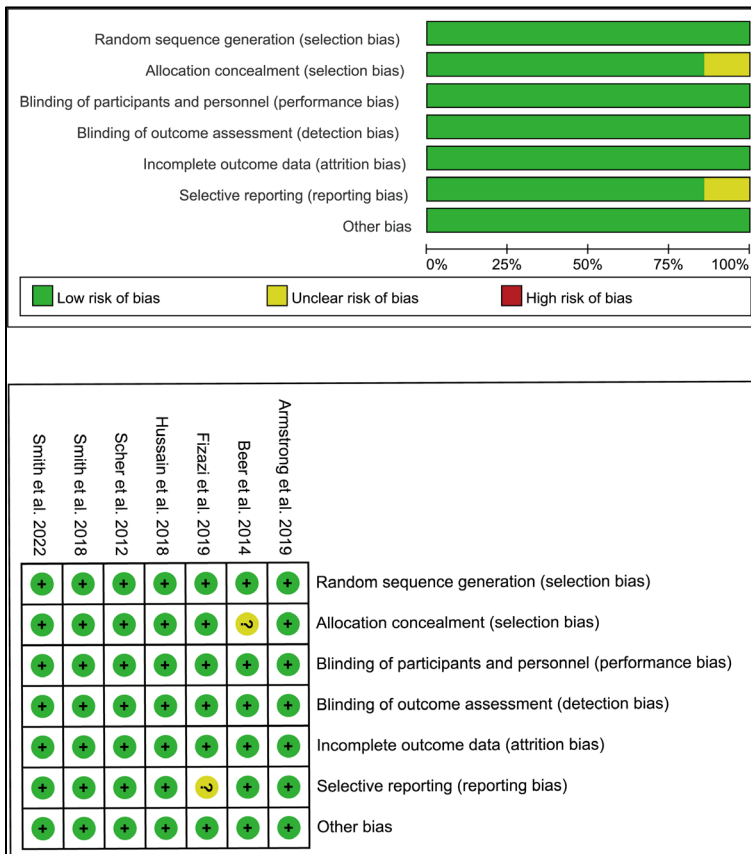 Random sequence generation (selection bias)
Allocation concealment (selection bias)
Blinding of participants and personnel (performance bias)
Blinding of outcome assessment (detection bias)
Incomplete outcome data (attrition bias)
Selective reporting (reporting bias)
Other bias
0% 25% 50% 75% 100%
Low risk of bias Unclear risk of bias High risk of bias
Smith et al. 2022
Smith et al. 2018
Scher et al. 2012
Hussain et al. 2018
Fizazi et al. 2019
Beer et al. 2014
Armstrong et al. 2019
+ + + + + + + Random sequence generation (selection bias)
+ + + + + ? + Allocation concealment (selection bias)
+ + + + + + + Blinding of participants and personnel (performance bias)
+ + + + + + + Blinding of outcome assessment (detection bias)
+ + + + + + + Incomplete outcome data (attrition bias)
+ + + + ? + + Selective reporting (reporting bias)
+ + + + + + + Other bias